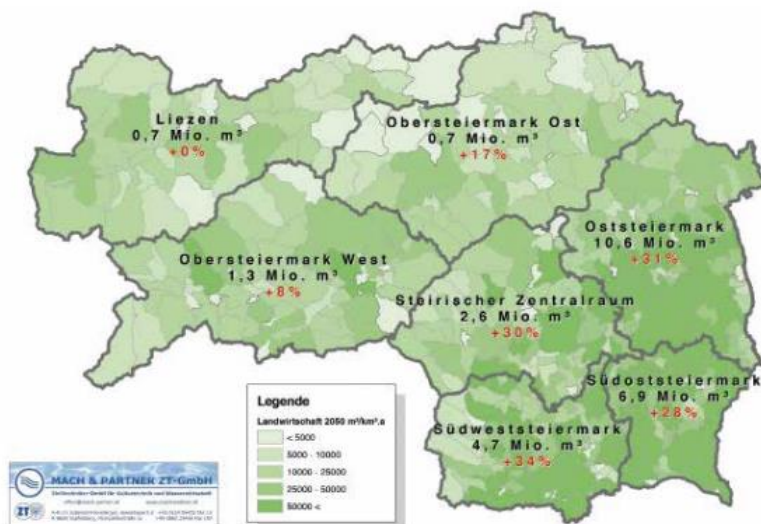 Liezen
0,7 Mio. m³
+0%
Obersteiermark Ost
0,7 Mio. m³
+17%
Oststeiermark
10,6 Mio. m³
+31%
Obersteiermark West
1,3 Mio. m³
+8%
Steirischer Zentralraum
2,6 Mio. m³
+30%
Südoststeiermark
6,9 Mio. m³
+28%
Südweststeiermark
4,7 Mio. m³
+34%
Legende
Landwirtschaft 2050 m³/km².a
< 5000
5000 - 10000
10000 - 25000
25000 - 50000
50000 <
MACH & PARTNER ZT-GmbH
ZT